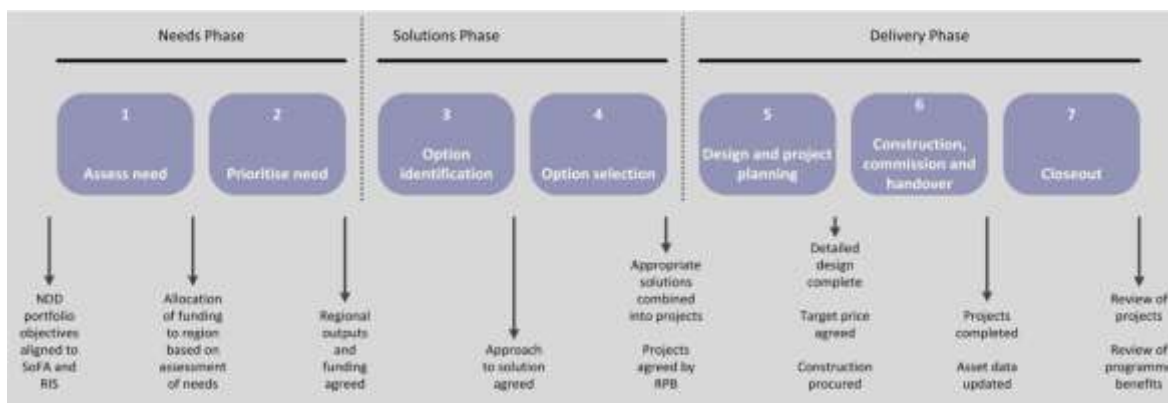 Needs Phase
Solutions Phase
Delivery Phase
1
Assess need
2
Prioritise need
3
Option
identification
4
Option selection
5
Design and project
planning
6
Construction,
commission and
handover
7
Closeout
NDD
portfolio
objectives
aligned to
SoFA and
RIS
Allocation
of funding
to region
based on
assessment
of needs
Regional
outputs
and
funding
agreed
Approach
to solution
agreed
Appropriate
solutions
combined
into projects
Projects
agreed by
RPB
Detailed
design
complete
Target price
agreed
Construction
procured
Projects
completed
Asset data
updated
Review of
projects
Review of
programme
benefits